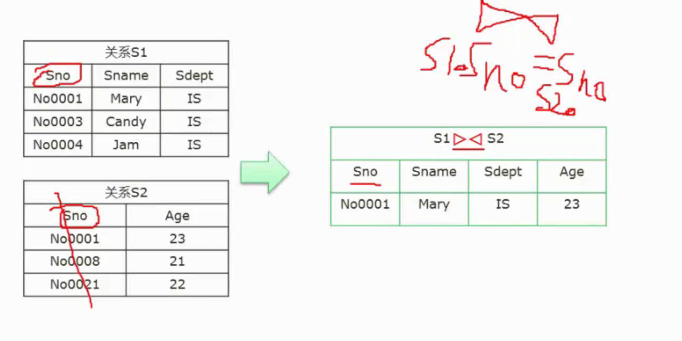 关系S1
Sno Sname Sdept
No0001 Mary IS
No0003 Candy IS
No0004 Jam IS
关系S2
Sno Age
No0001 23
No0008 21
No0021 22
S1.Sno = Sno
S2.
S1 ▷◁ S2
Sno Sname Sdept Age
No0001 Mary IS 23